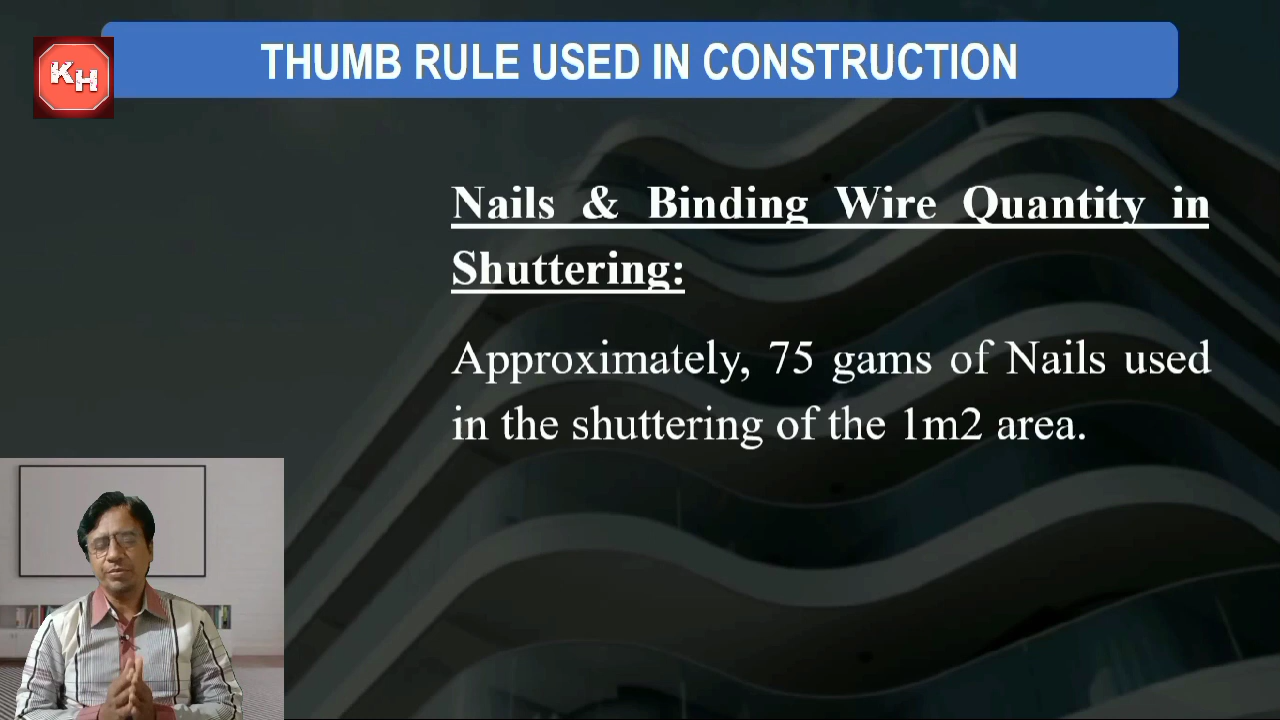 THUMB RULE USED IN CONSTRUCTION
KH
Nails & Binding Wire Quantity in
Shuttering:
Approximately, 75 gams of Nails used
in the shuttering of the 1m2 area.